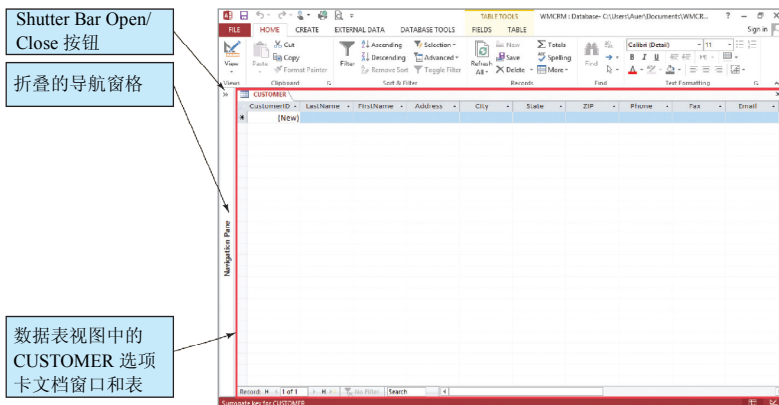 Shutter Bar Open/
Close 按钮
折叠的导航窗格
数据表视图中的
CUSTOMER 选项
卡文档窗口和表
TABLE TOOLS WMCRM : Database- C:\Users\Auer\Documents\WMCR... ?
FILE HOME CREATE EXTERNAL DATA DATABASE TOOLS FIELDS TABLE Sign in
View Paste Cut Copy Format Painter
Filter Ascending Descending Remove Sort Selection Advanced Toggle Filter
Refresh All New Save Delete Totals Spelling More
Find Calibri (Detail) 11
B I U
Views Clipboard Sort & Filter Records Find Text Formatting
CUSTOMER
CustomerID LastName FirstName Address City State ZIP Phone Fax Email
(New)
Navigation Pane
Record: 1 of 1 No Filter Search
Surrogate key for CUSTOMER